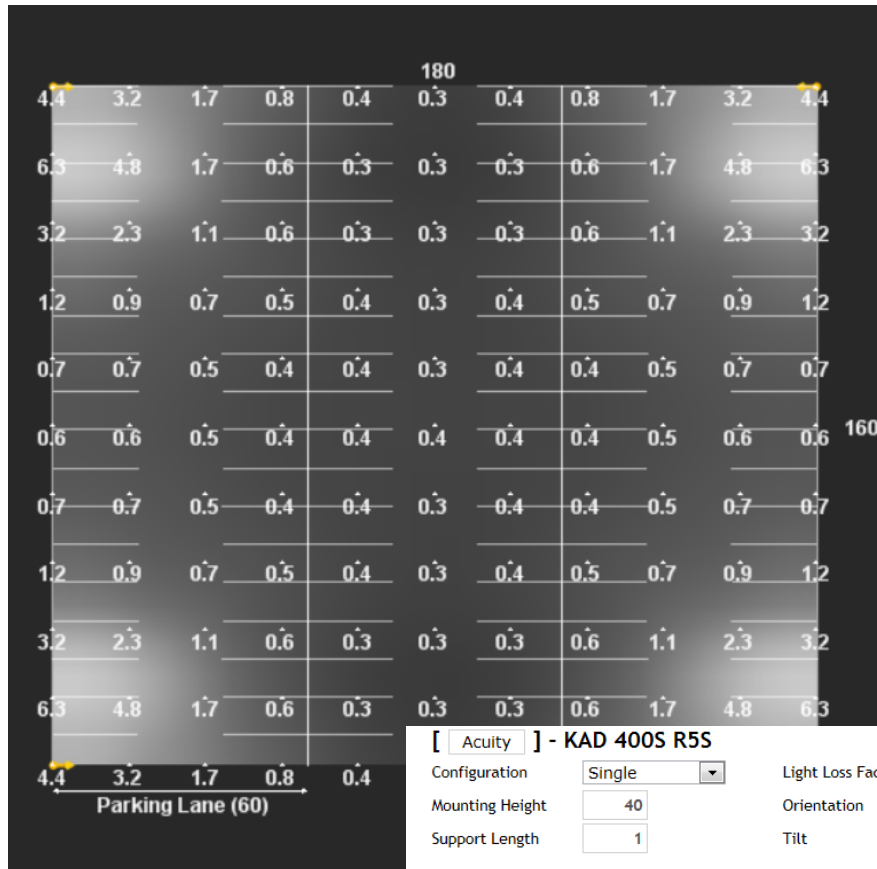 180
4.4 3.2 1.7 0.8 0.4 0.3 0.4 0.8 1.7 3.2 4.4
6.3 4.8 1.7 0.6 0.3 0.3 0.3 0.6 1.7 4.8 6.3
3.2 2.3 1.1 0.6 0.3 0.3 0.3 0.6 1.1 2.3 3.2
1.2 0.9 0.7 0.5 0.4 0.3 0.4 0.5 0.7 0.9 1.2
0.7 0.7 0.5 0.4 0.4 0.3 0.4 0.4 0.5 0.7 0.7
0.6 0.6 0.5 0.4 0.4 0.4 0.4 0.4 0.5 0.6 0.6 160
0.7 0.7 0.5 0.4 0.4 0.3 0.4 0.4 0.5 0.7 0.7
1.2 0.9 0.7 0.5 0.4 0.3 0.4 0.5 0.7 0.9 1.2
3.2 2.3 1.1 0.6 0.3 0.3 0.3 0.6 1.1 2.3 3.2
6.3 4.8 1.7 0.6 0.3 0.3 0.3 0.6 1.7 4.8 6.3
4.4 3.2 1.7 0.8 0.4
Parking Lane (60)
[ Acuity ] - KAD 400S R5S
Configuration Single Light Loss Fac
Mounting Height 40 Orientation
Support Length 1 Tilt